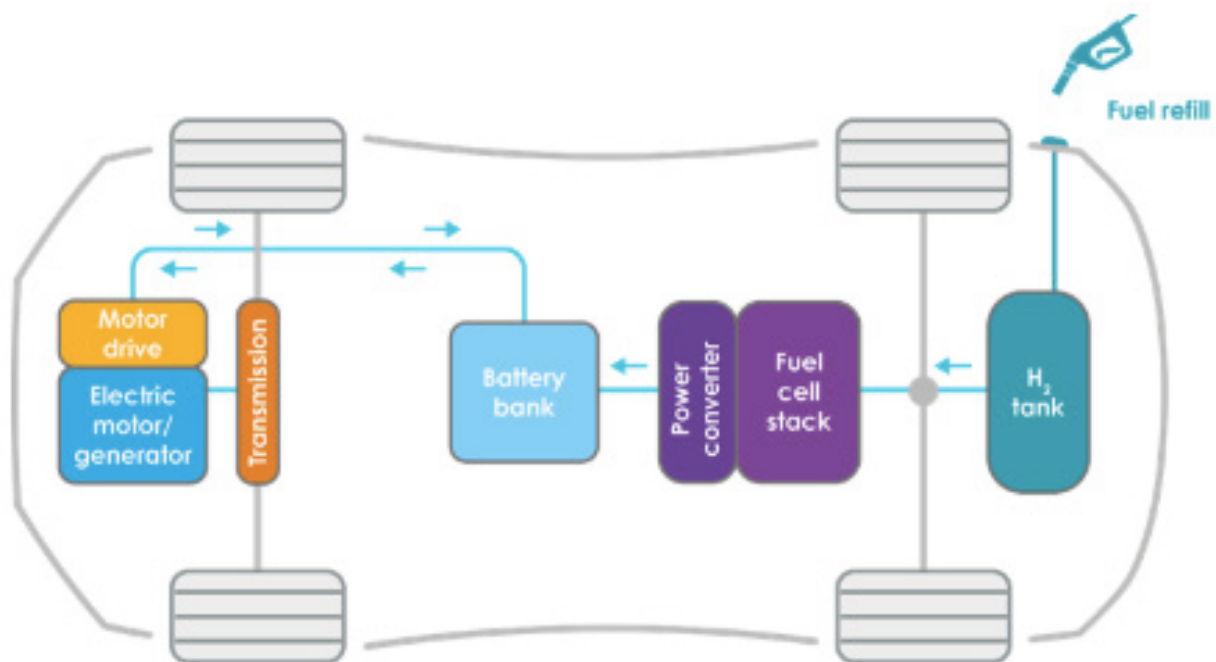 Fuel refill
Motor
drive
Electric
motor/
generator
Transmission
Battery
bank
Power
converter
Fuel
cell
stack
H₂
tank